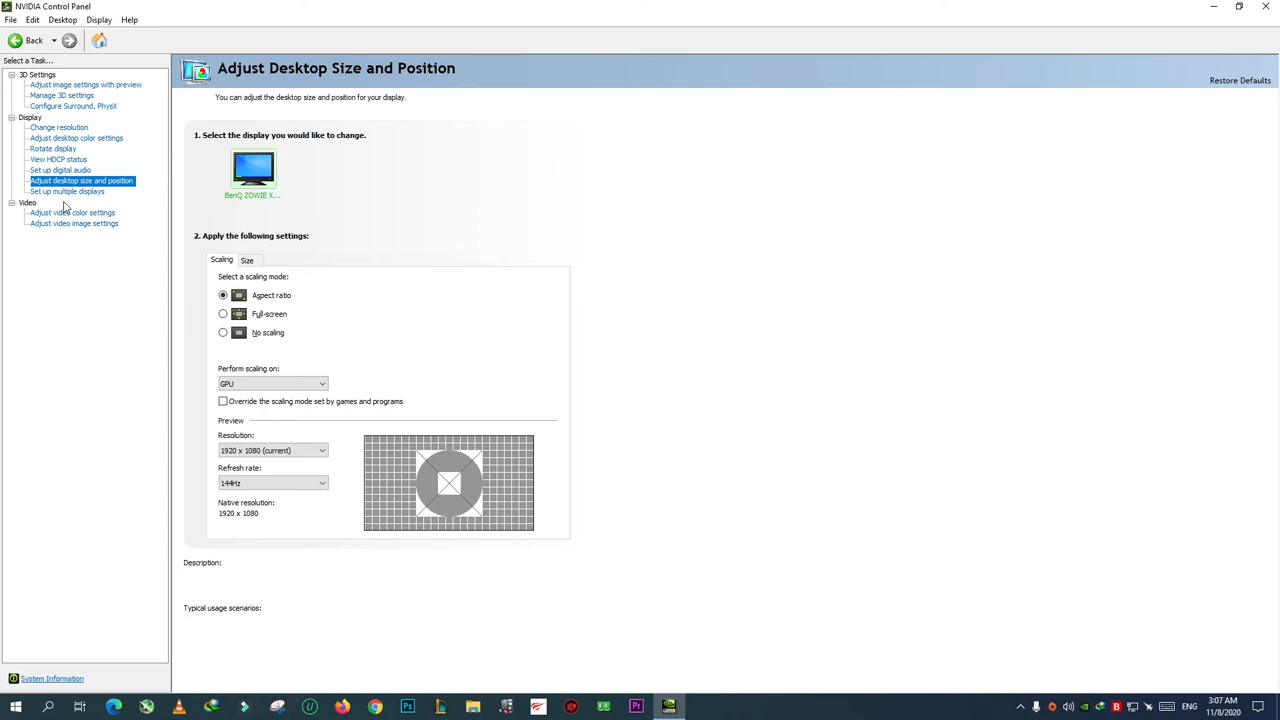 NVIDIA Control Panel
File Edit Desktop Display Help
Back
Select a Task...
3D Settings
Adjust image settings with preview
Manage 3D settings
Configure Surround, PhysX
Display
Change resolution
Adjust desktop color settings
Rotate display
View HDCP status
Set up digital audio
Adjust desktop size and position
Set up multiple displays
Video
Adjust video color settings
Adjust video image settings
System Information
Adjust Desktop Size and Position
Restore Defaults
You can adjust the desktop size and position for your display.
1. Select the display you would like to change.
BenQ ZOWIE X...
2. Apply the following settings:
Scaling Size
Select a scaling mode:
Aspect ratio
Full-screen
No scaling
Perform scaling on:
GPU
Override the scaling mode set by games and programs
Preview
Resolution:
1920 x 1080 (current)
Refresh rate:
144Hz
Native resolution:
1920 x 1080
Description:
Typical usage scenarios:
Ps
Pr
B
ENG
3:07 AM
11/8/2020